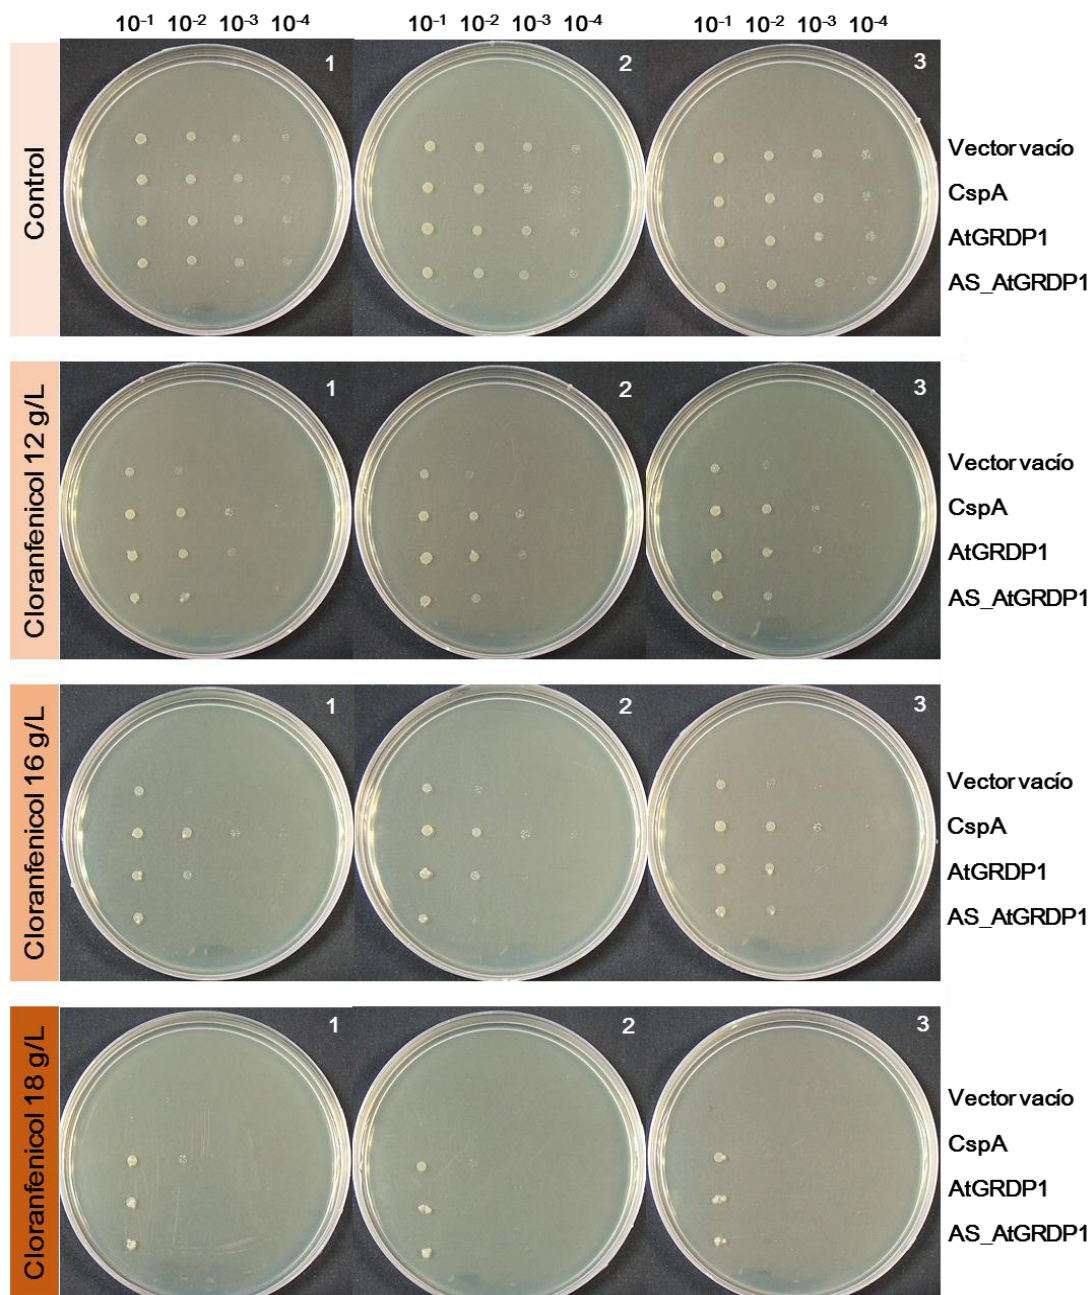 10⁻¹ 10⁻² 10⁻³ 10⁻⁴ 10⁻¹ 10⁻² 10⁻³ 10⁻⁴ 10⁻¹ 10⁻² 10⁻³ 10⁻⁴
Control
1 2 3
Vector vacío
CspA
AtGRDP1
AS_AtGRDP1
Cloranfenicol 12 g/L
1 2 3
Vector vacío
CspA
AtGRDP1
AS_AtGRDP1
Cloranfenicol 16 g/L
1 2 3
Vector vacío
CspA
AtGRDP1
AS_AtGRDP1
Cloranfenicol 18 g/L
1 2 3
Vector vacío
CspA
AtGRDP1
AS_AtGRDP1